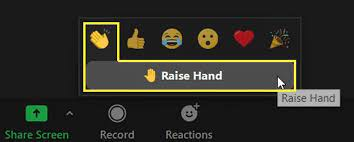 Raise Hand
Raise Hand
Share Screen
Record
Reactions